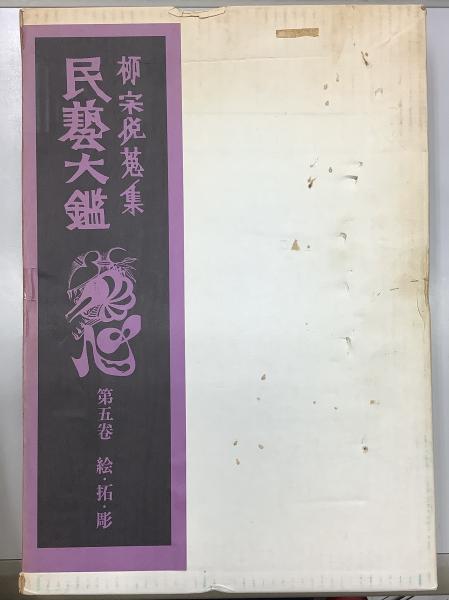 柳宗悦蒐集
民藝大鑑
第五巻 絵・拓・彫